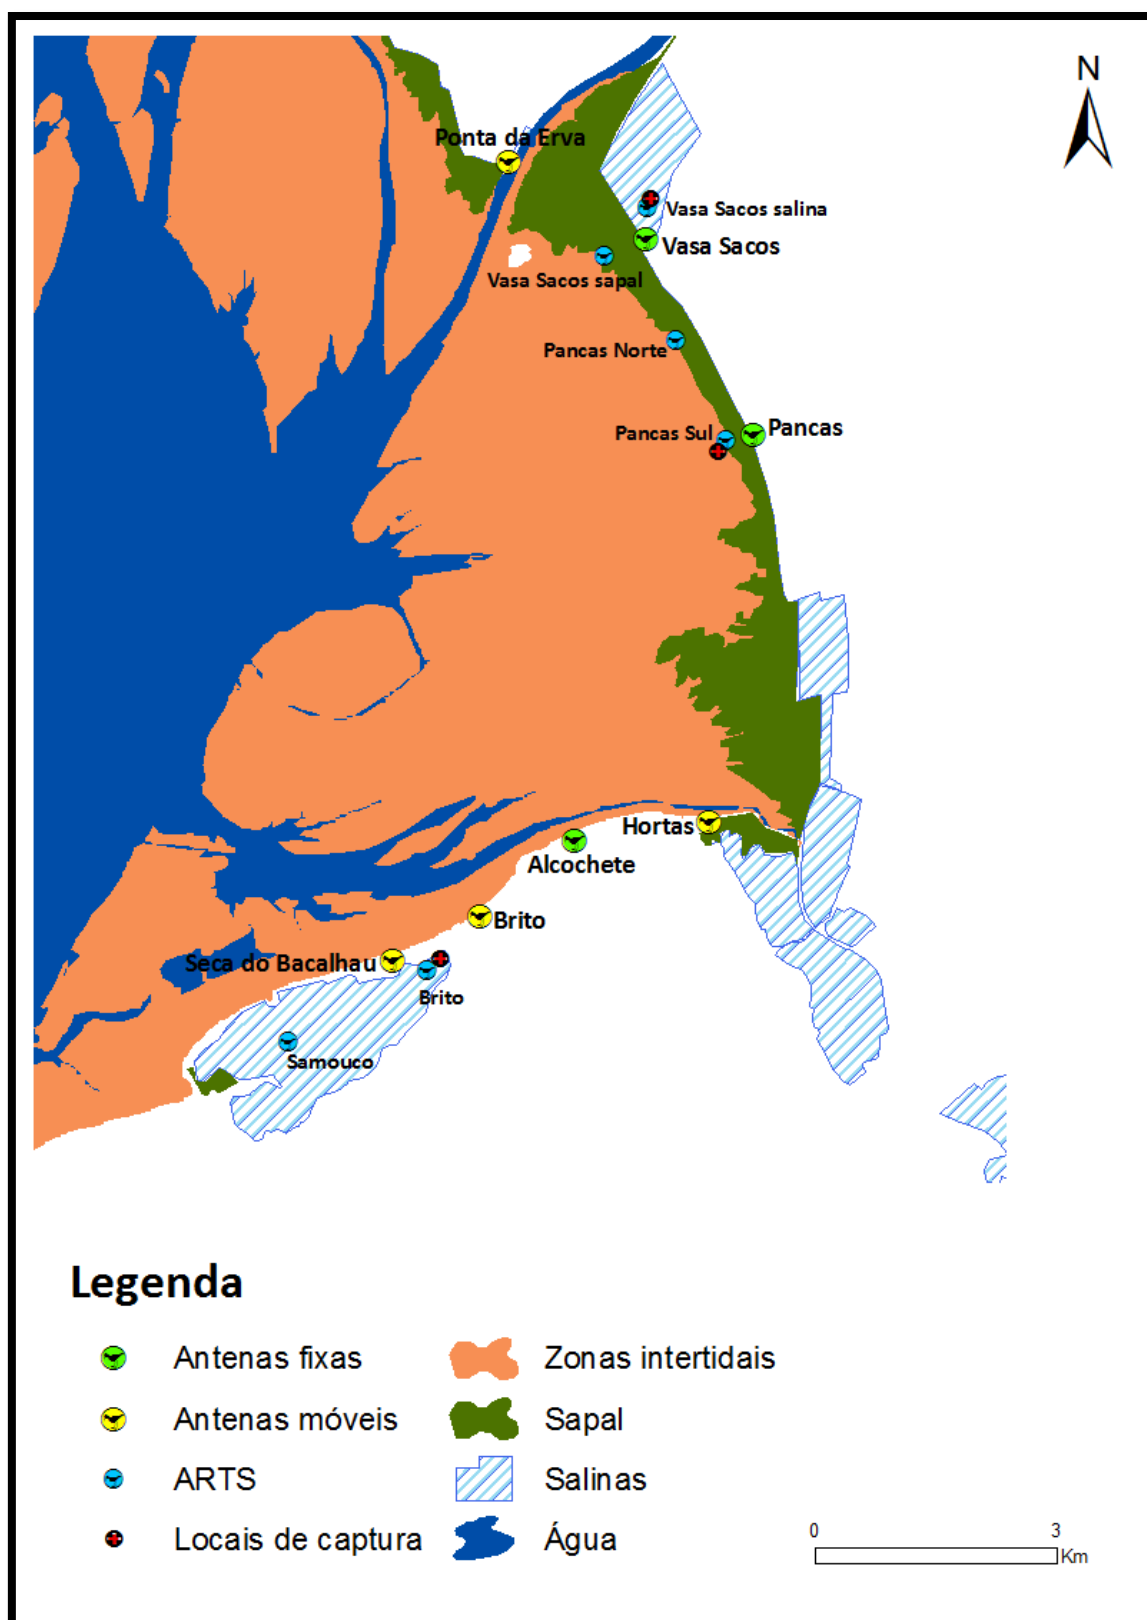 N
Ponta da Erva
Vasa Sacos salina
Vasa Sacos
Vasa Sacos sapal
Pancas Norte
Pancas Sul
Pancas
Hortas
Alcochete
Brito
Seca do Bacalhau
Brito
Samouco
Legenda
Antenas fixas
Zonas intertidais
Antenas móveis
Sapal
ARTS
Salinas
Locais de captura
Água
0 3
Km